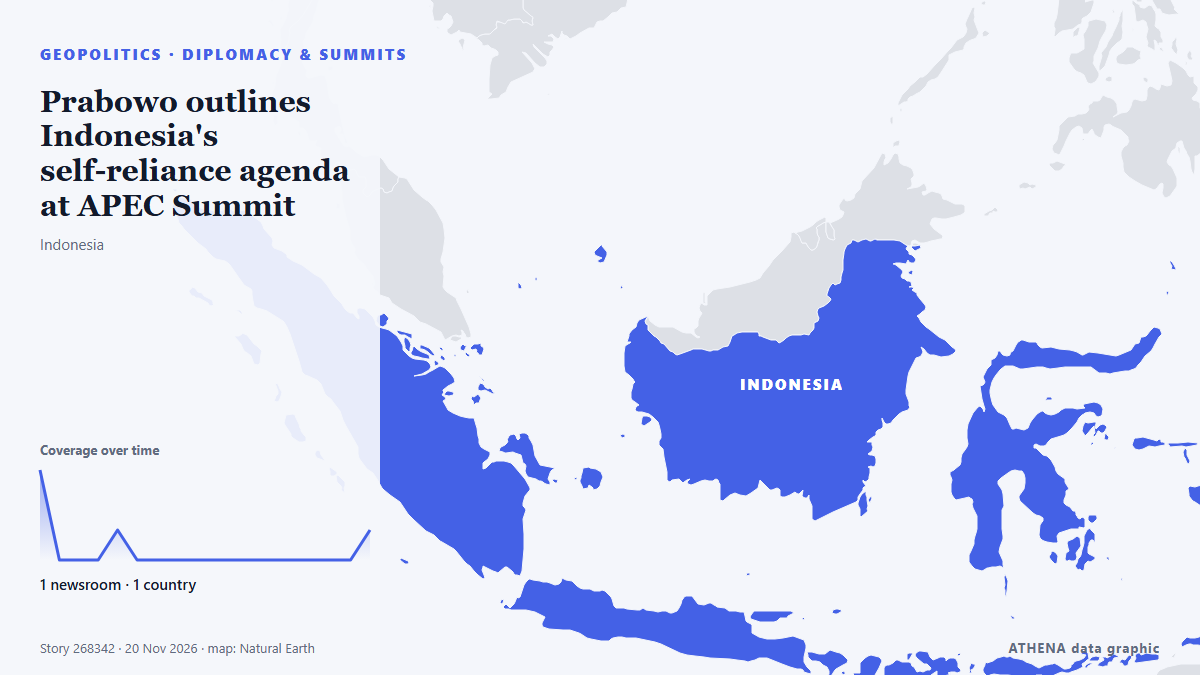 GEOPOLITICS · DIPLOMACY & SUMMITS
Prabowo outlines
Indonesia's
self-reliance agenda
at APEC Summit
Indonesia
INDONESIA
Coverage over time
1 newsroom · 1 country
Story 268342 · 20 Nov 2026 · map: Natural Earth
ATHENA data graphic